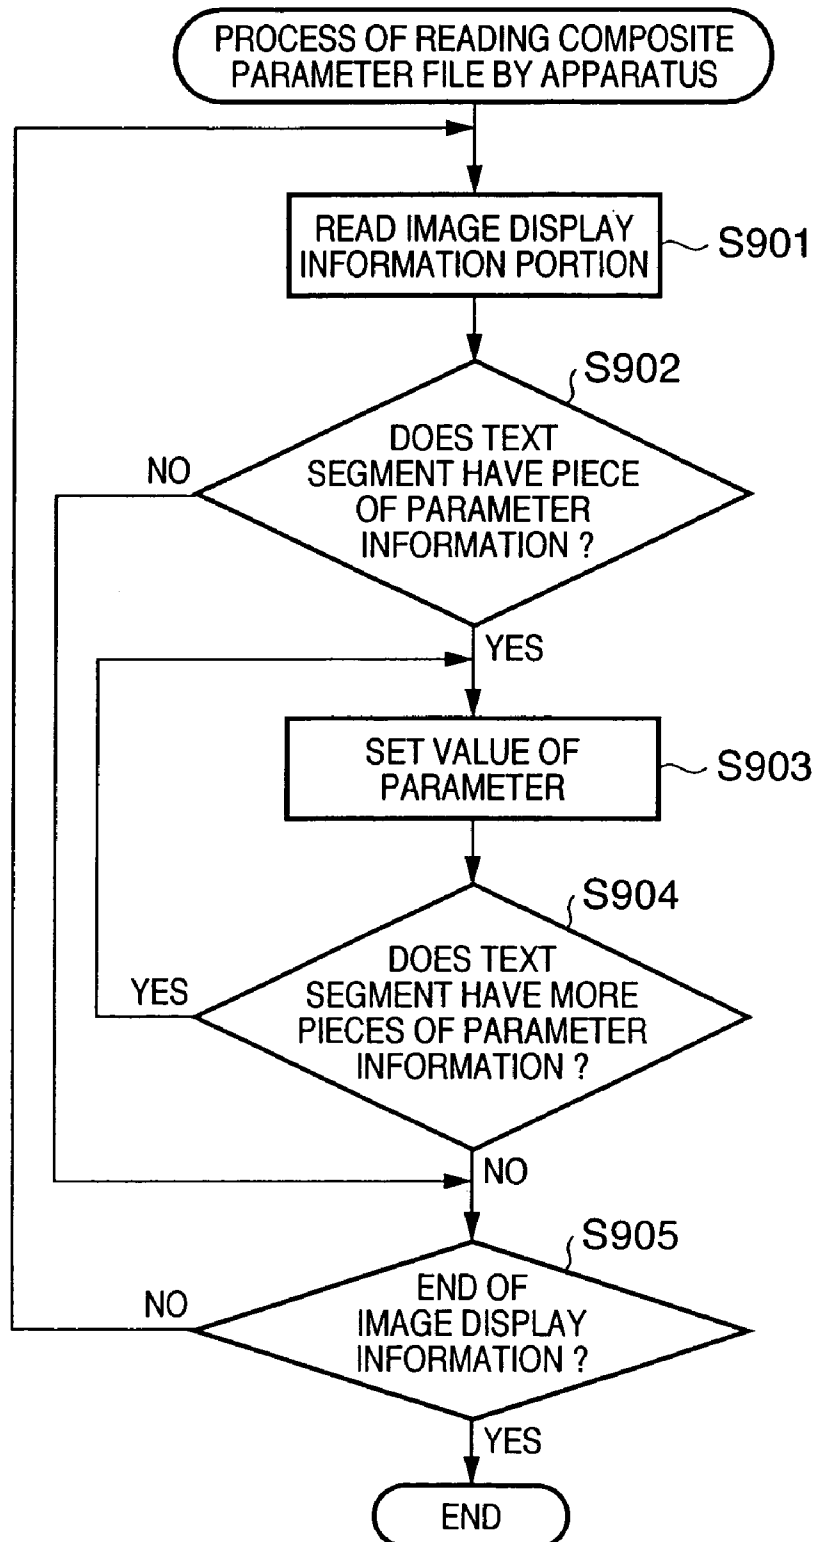 PROCESS OF READING COMPOSITE
PARAMETER FILE BY APPARATUS
READ IMAGE DISPLAY
INFORMATION PORTION
S901
S902
DOES TEXT
SEGMENT HAVE PIECE
OF PARAMETER
INFORMATION ?
NO
YES
SET VALUE OF
PARAMETER
S903
S904
DOES TEXT
SEGMENT HAVE MORE
PIECES OF PARAMETER
INFORMATION ?
YES
NO
S905
END OF
IMAGE DISPLAY
INFORMATION ?
NO
YES
END